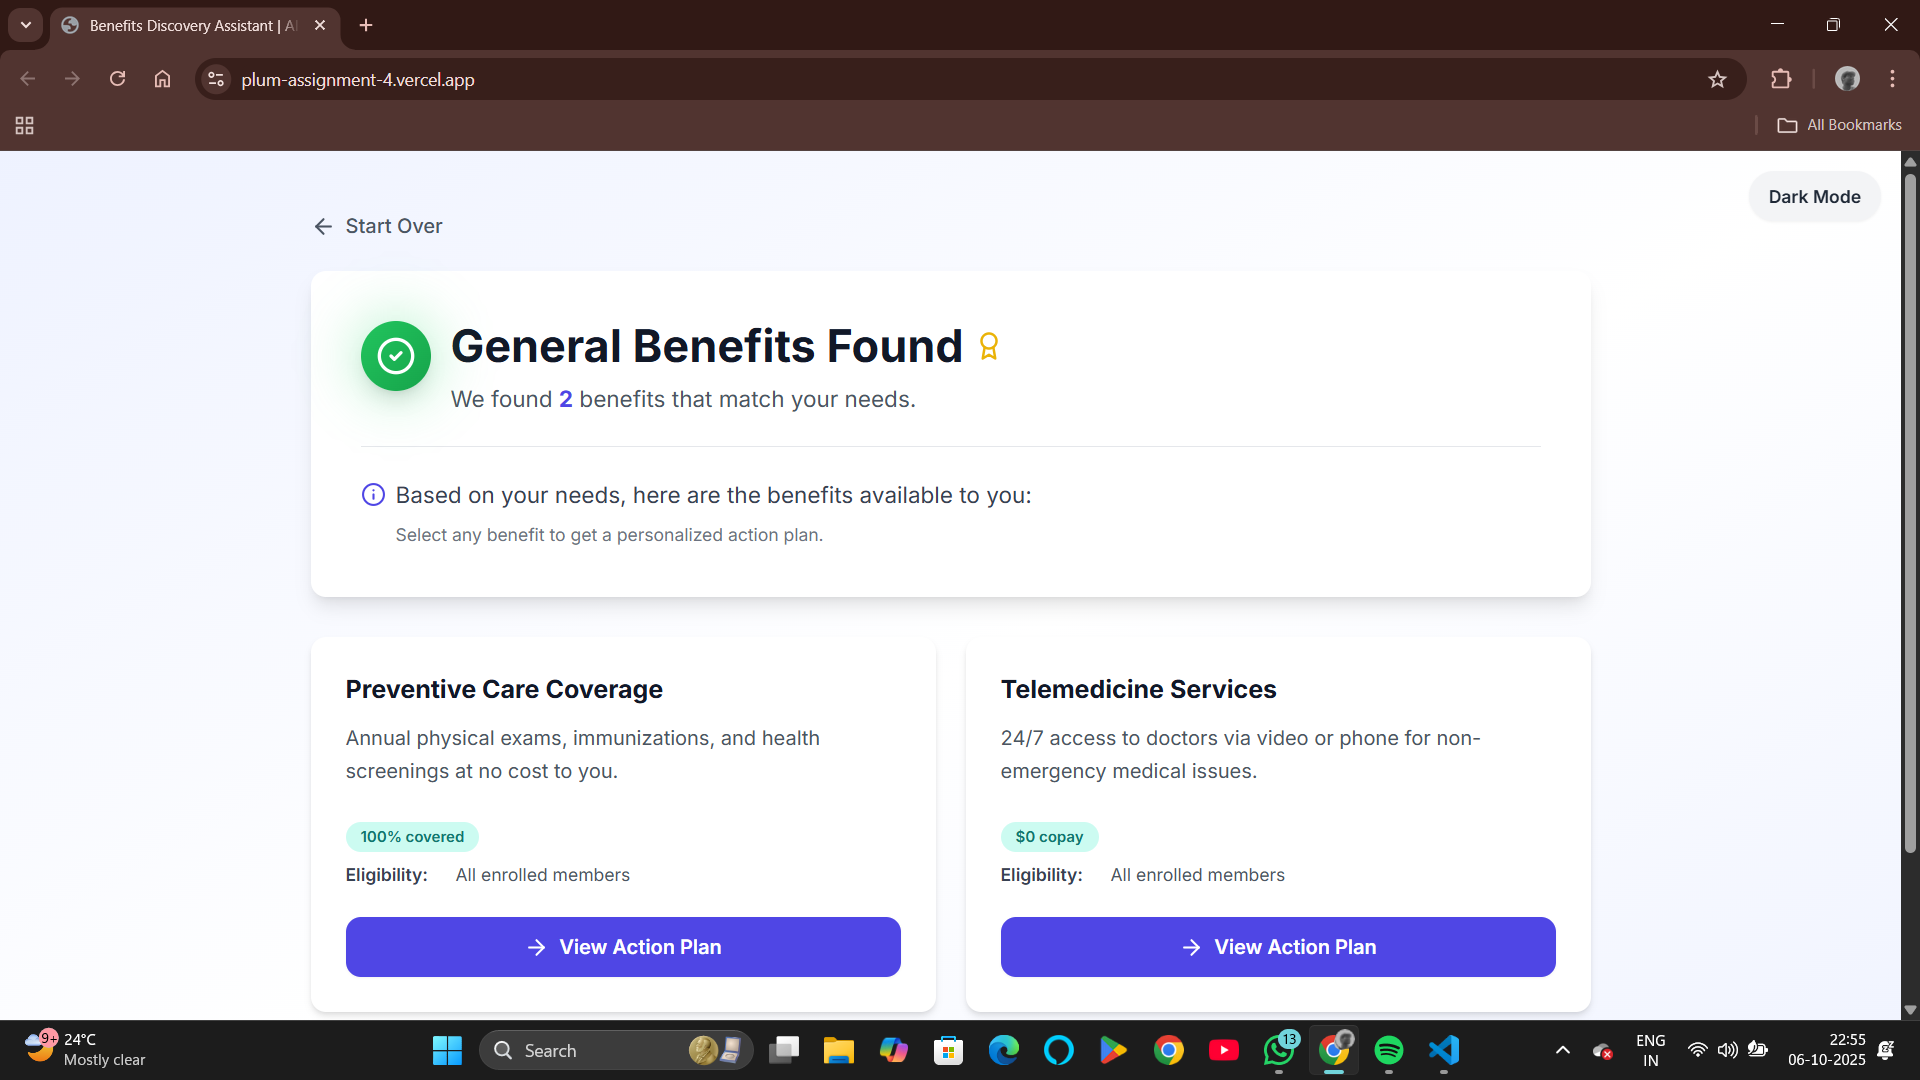 Benefits Discovery Assistant | AI
plum-assignment-4.vercel.app
All Bookmarks
Dark Mode
Start Over
General Benefits Found
We found 2 benefits that match your needs.
Based on your needs, here are the benefits available to you:
Select any benefit to get a personalized action plan.
Preventive Care Coverage
Annual physical exams, immunizations, and health
screenings at no cost to you.
100% covered
Eligibility: All enrolled members
View Action Plan
Telemedicine Services
24/7 access to doctors via video or phone for non-
emergency medical issues.
$0 copay
Eligibility: All enrolled members
View Action Plan
9+
24°C
Mostly clear
Search
13
ENG
IN
22:55
06-10-2025